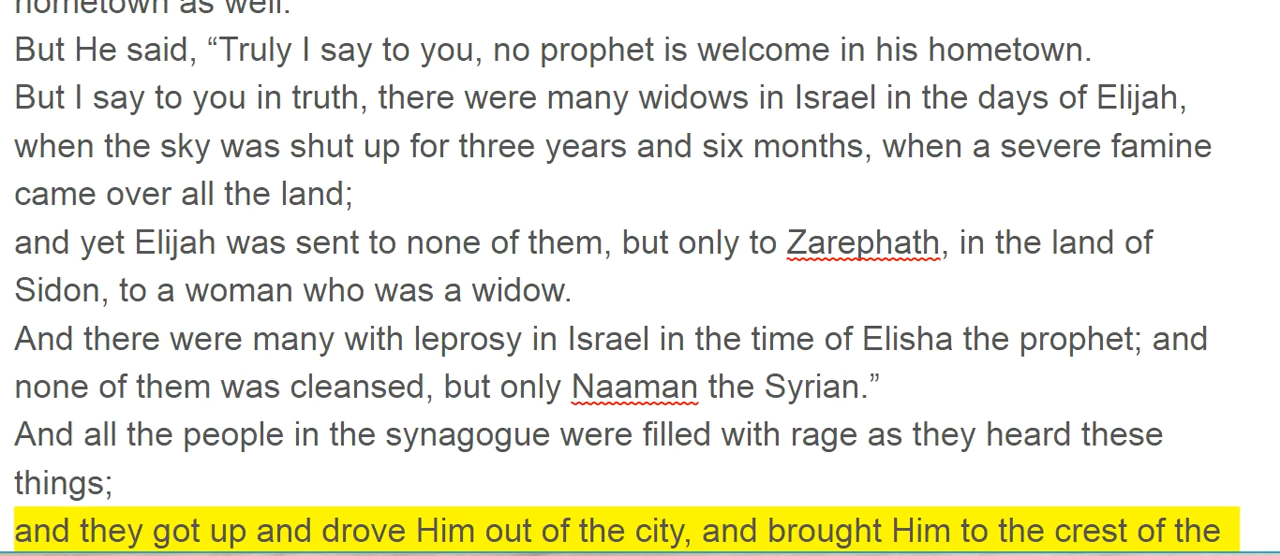 hometown as well.
But He said, “Truly I say to you, no prophet is welcome in his hometown.
But I say to you in truth, there were many widows in Israel in the days of Elijah,
when the sky was shut up for three years and six months, when a severe famine
came over all the land;
and yet Elijah was sent to none of them, but only to Zarephath, in the land of
Sidon, to a woman who was a widow.
And there were many with leprosy in Israel in the time of Elisha the prophet; and
none of them was cleansed, but only Naaman the Syrian.”
And all the people in the synagogue were filled with rage as they heard these
things;
and they got up and drove Him out of the city, and brought Him to the crest of the